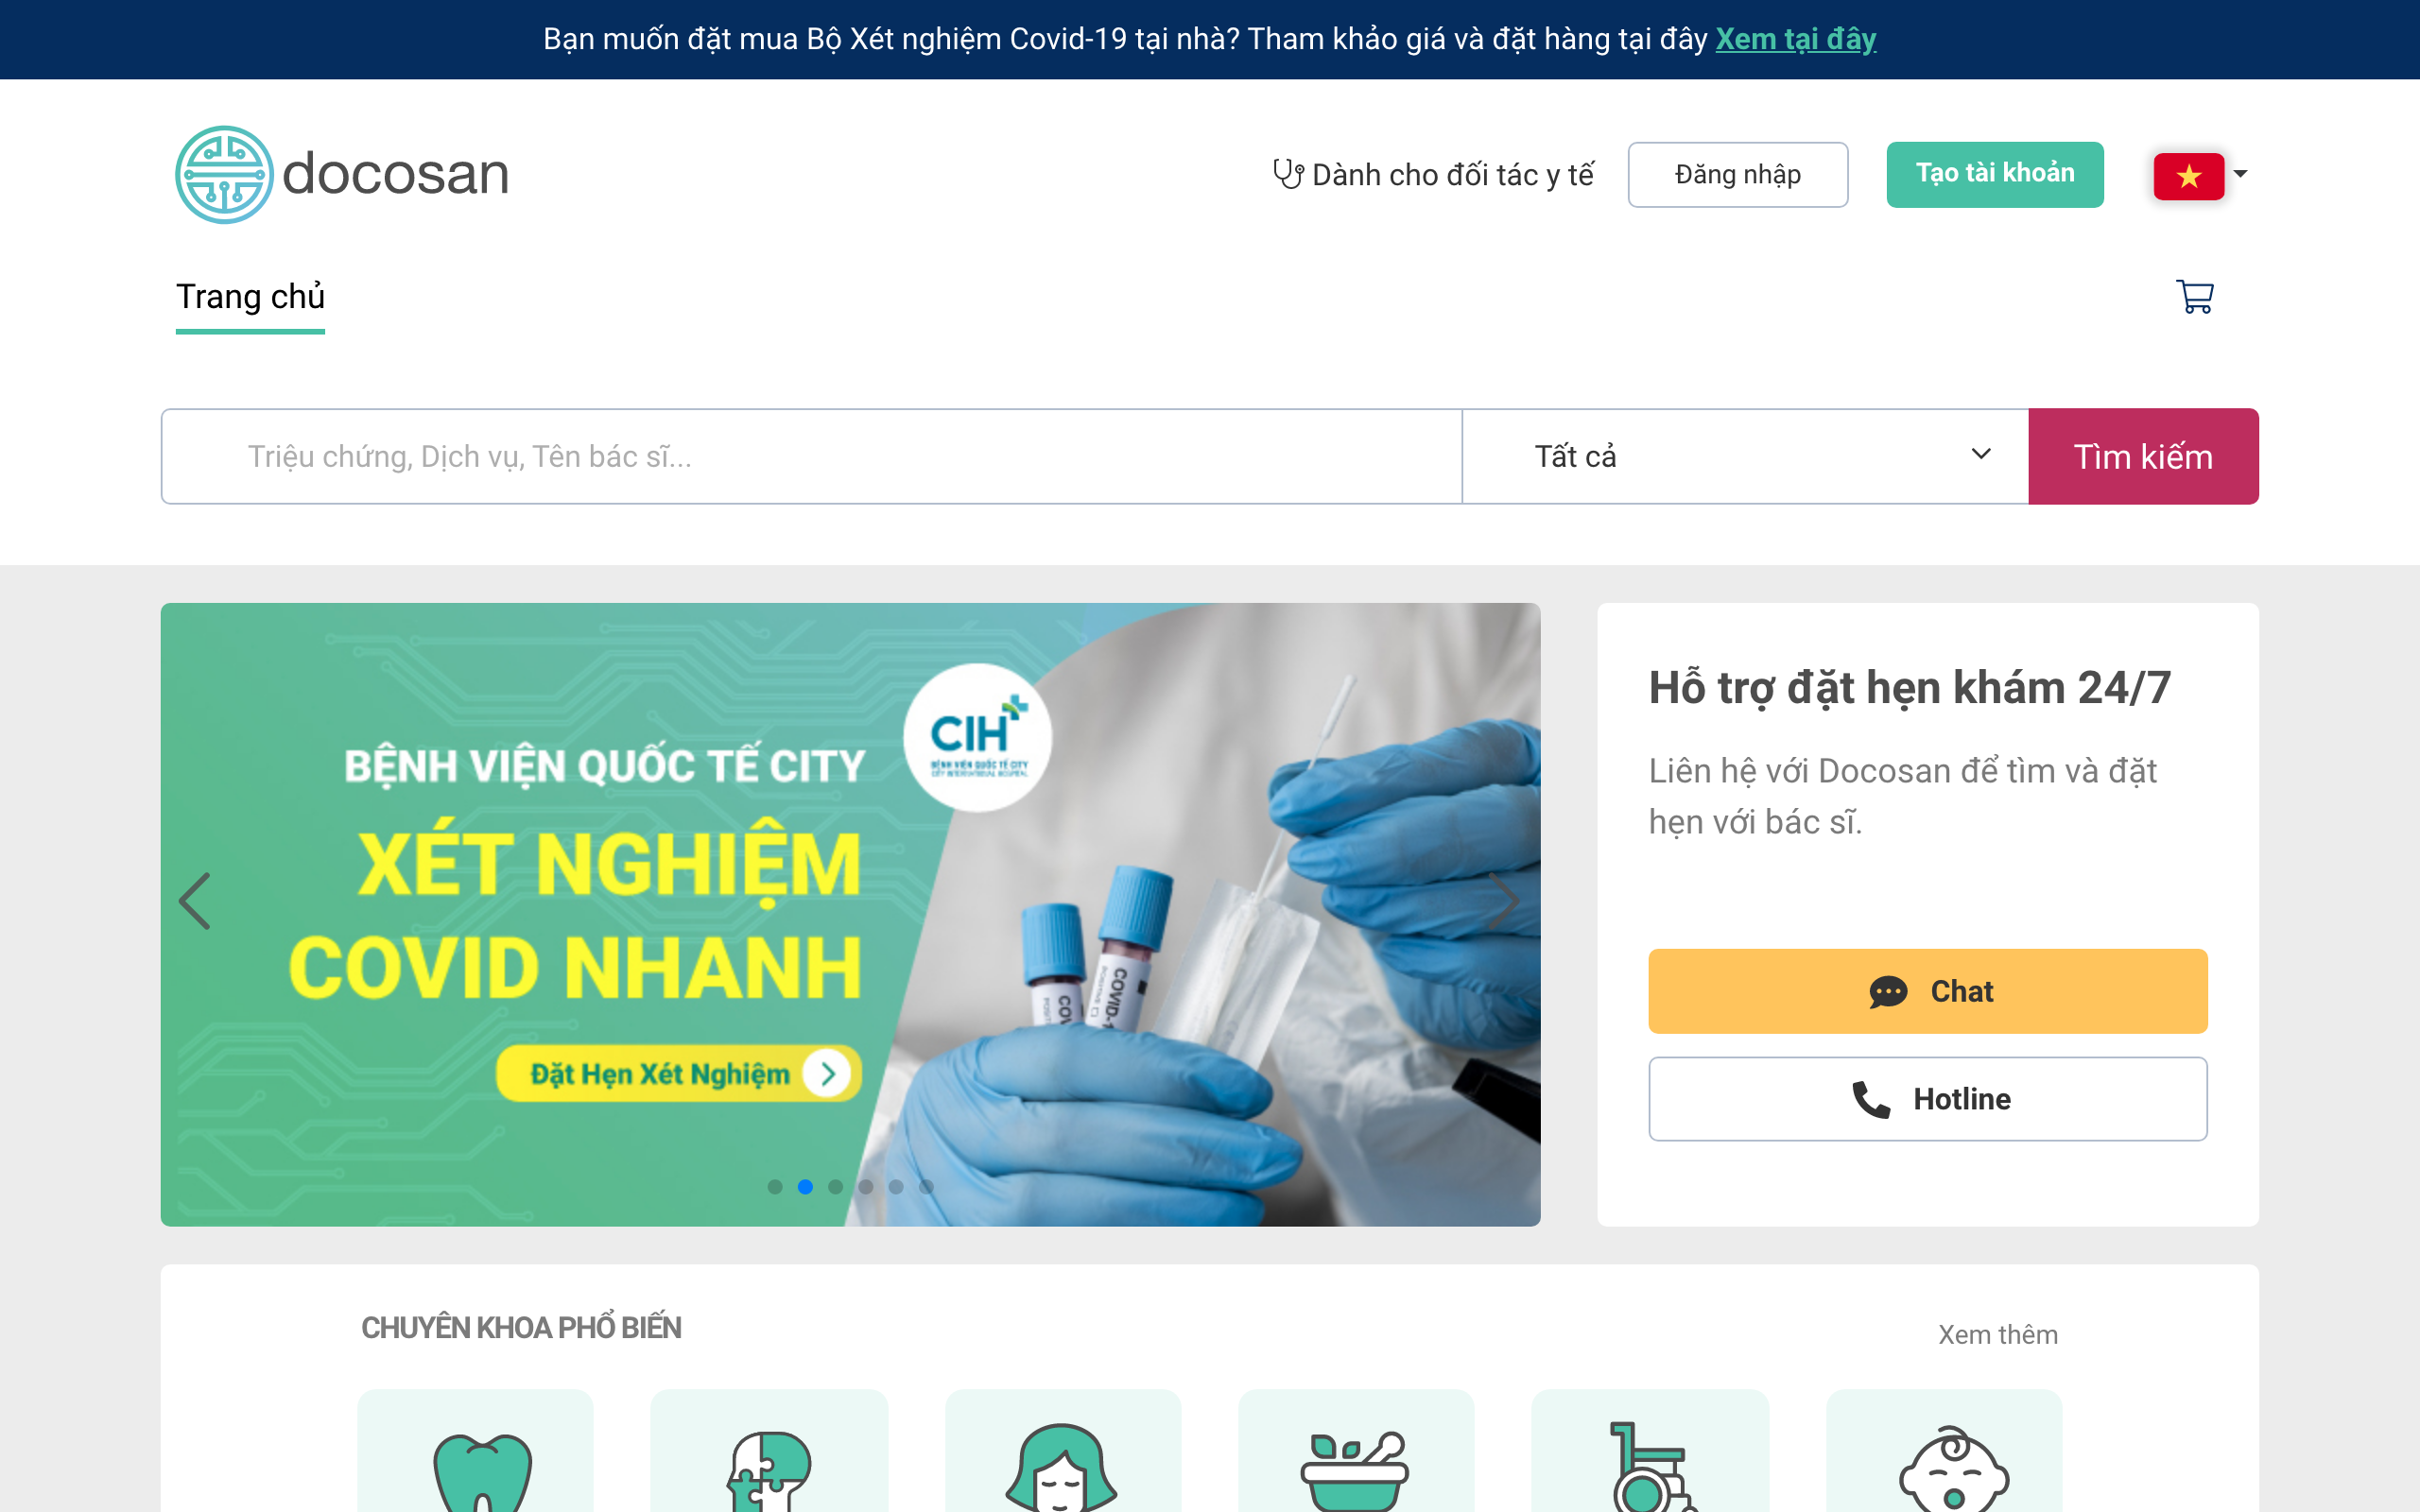 Bạn muốn đặt mua Bộ Xét nghiệm Covid-19 tại nhà? Tham khảo giá và đặt hàng tại đây Xem tại đây
docosan
Dành cho đối tác y tế
Đăng nhập
Tạo tài khoản
Trang chủ
Triệu chứng, Dịch vụ, Tên bác sĩ...
Tất cả
Tìm kiếm
CIH
BỆNH VIỆN QUỐC TẾ CITY
BỆNH VIỆN QUỐC TẾ CITY
XÉT NGHIỆM
COVID NHANH
Đặt Hẹn Xét Nghiệm
Hỗ trợ đặt hẹn khám 24/7
Liên hệ với Docosan để tìm và đặt
hẹn với bác sĩ.
Chat
Hotline
CHUYÊN KHOA PHỔ BIẾN
Xem thêm